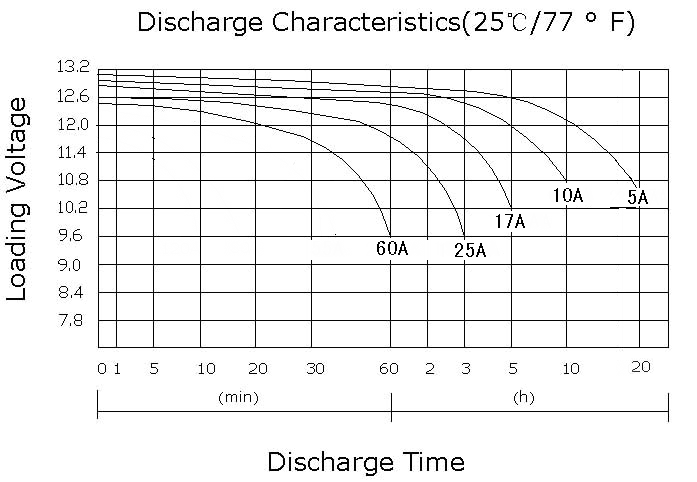 Discharge Characteristics(25℃/77 ° F)
Loading Voltage
13.2
12.6
12.0
11.4
10.8
10.2
9.6
9.0
8.4
7.8
60A
25A
17A
10A
5A
0 1 5 10 20 30 60 2 3 5 10 20
(min) (h)
Discharge Time